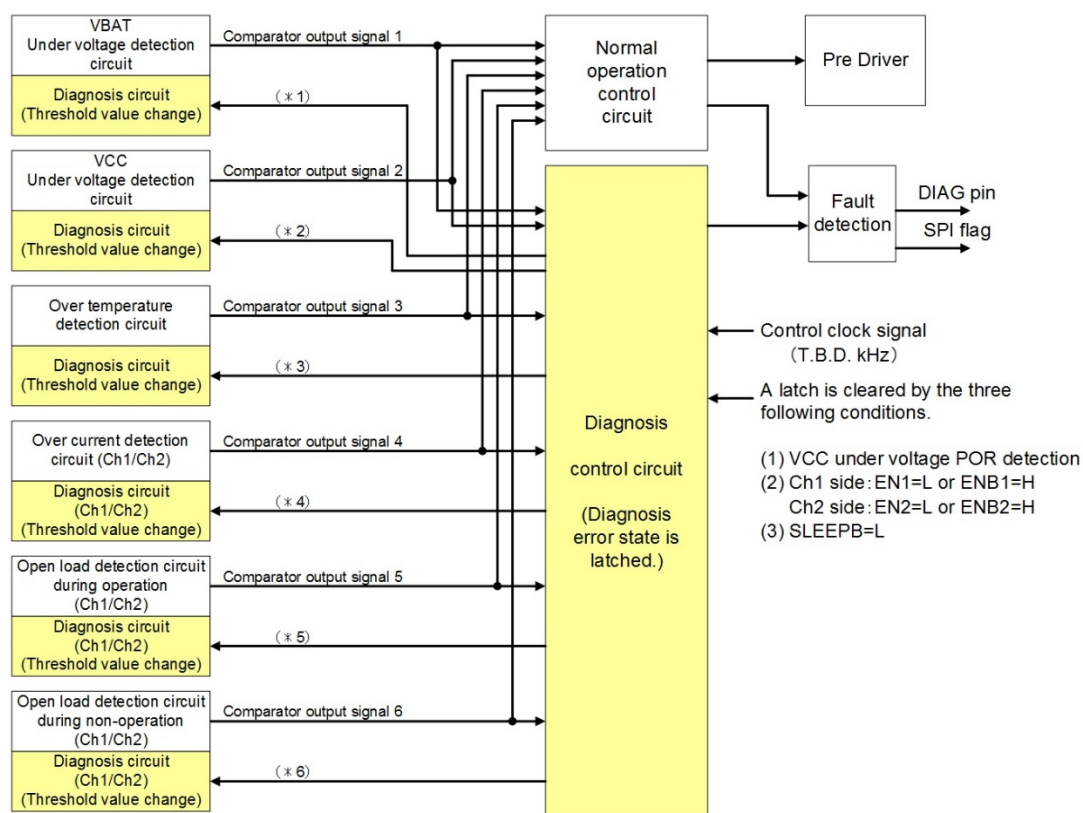 VBAT
Under voltage detection
circuit
Diagnosis circuit
(Threshold value change)
Comparator output signal 1
(＊1)
VCC
Under voltage detection
circuit
Diagnosis circuit
(Threshold value change)
Comparator output signal 2
(＊2)
Over temperature
detection circuit
Diagnosis circuit
(Threshold value change)
Comparator output signal 3
(＊3)
Over current detection
circuit (Ch1/Ch2)
Diagnosis circuit
(Ch1/Ch2)
(Threshold value change)
Comparator output signal 4
(＊4)
Open load detection circuit
during operation
(Ch1/Ch2)
Diagnosis circuit
(Ch1/Ch2)
(Threshold value change)
Comparator output signal 5
(＊5)
Open load detection circuit
during non-operation
(Ch1/Ch2)
Diagnosis circuit
(Ch1/Ch2)
(Threshold value change)
Comparator output signal 6
(＊6)
Normal
operation
control
circuit
Diagnosis
control circuit
(Diagnosis
error state is
latched.)
Pre Driver
Fault
detection
DIAG pin
SPI flag
Control clock signal
(T.B.D. kHz)
A latch is cleared by the three
following conditions.
(1) VCC under voltage POR detection
(2) Ch1 side:EN1=L or ENB1=H
Ch2 side:EN2=L or ENB2=H
(3) SLEEPB=L